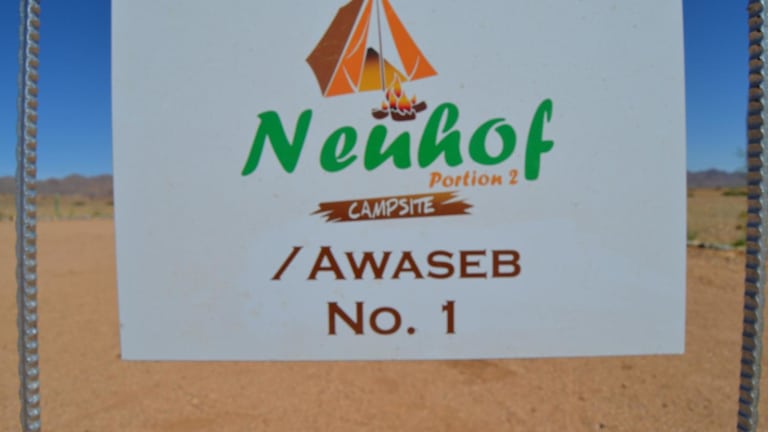 Neuhof
Portion 2
CAMPSITE
/AWASEB
No. 1